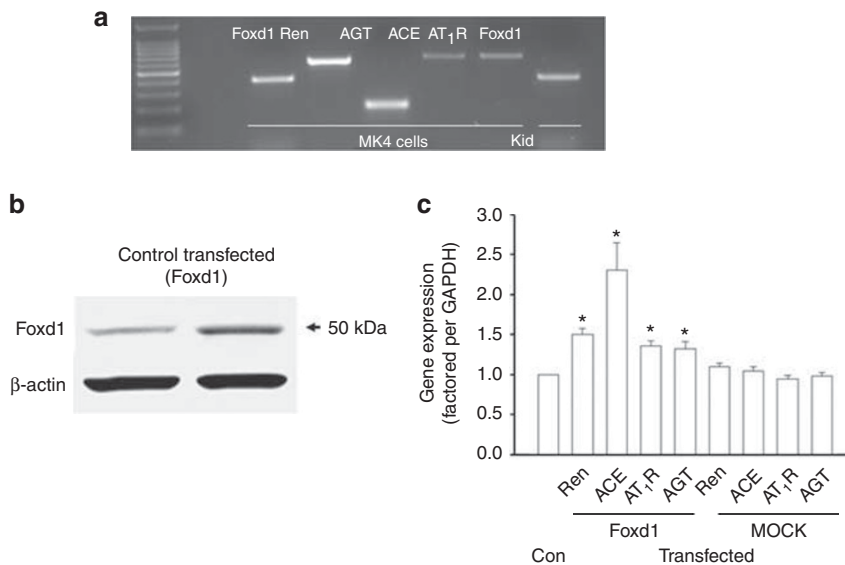 a
Foxd1 Ren AGT ACE AT1R Foxd1
MK4 cells Kid
b
Control transfected
(Foxd1)
Foxd1
50 kDa
β-actin
c
Gene expression
(factored per GAPDH)
3.0
2.5
2.0
1.5
1.0
0.5
0.0
*
*
*
*
Ren ACE AT1R AGT Ren ACE AT1R AGT
Foxd1 MOCK
Con Transfected